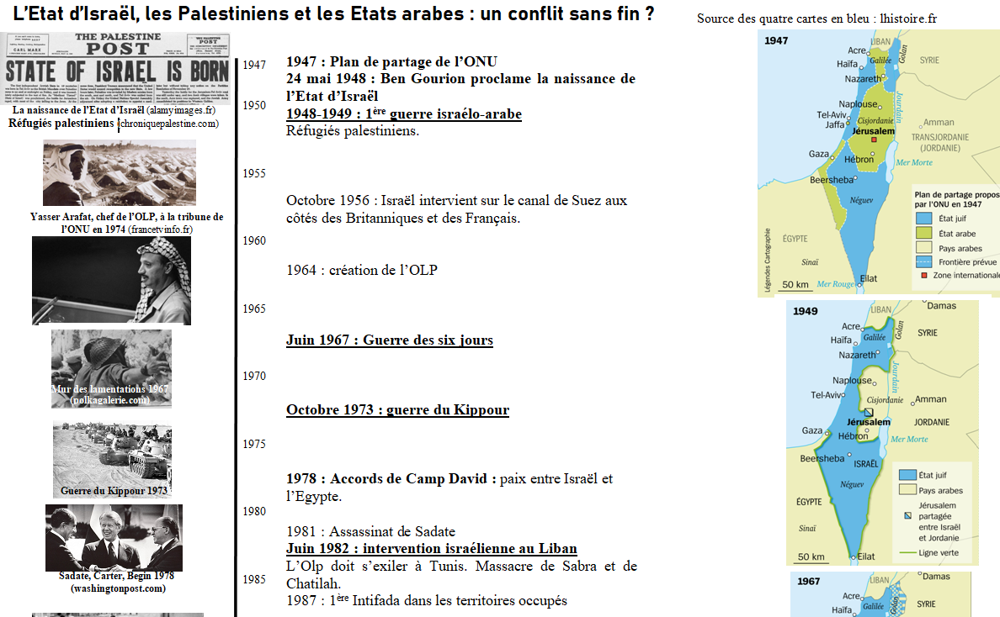 L’Etat d’Israël, les Palestiniens et les Etats arabes : un conflit sans fin ?
THE PALESTINE
POST
CARL MARX
STATE OF ISRAEL IS BORN
La naissance de l’Etat d’Israël (alamyimages.fr)
Réfugiés palestiniens (chroniquepalestine.com)
Yasser Arafat, chef de l’OLP, à la tribune de
l’ONU en 1974 (francetvinfo.fr)
Mur des lamentations 1967
(polkagalerie.com)
Guerre du Kippour 1973
Sadate, Carter, Begin 1978
(washingtonpost.com)
1947
1950
1955
1960
1965
1970
1975
1980
1985
1947 : Plan de partage de l’ONU
24 mai 1948 : Ben Gourion proclame la naissance de
l’Etat d’Israël
1948-1949 : 1ère guerre israélo-arabe
Réfugiés palestiniens.
Octobre 1956 : Israël intervient sur le canal de Suez aux
côtés des Britanniques et des Français.
1964 : création de l’OLP
Juin 1967 : Guerre des six jours
Octobre 1973 : guerre du Kippour
1978 : Accords de Camp David : paix entre Israël et
l’Egypte.
1981 : Assassinat de Sadate
Juin 1982 : intervention israélienne au Liban
L’Olp doit s’exiler à Tunis. Massacre de Sabra et de
Chatilah.
1987 : 1ère Intifada dans les territoires occupés
Source des quatre cartes en bleu : lhistoire.fr
1947
LIBAN
Acre
Galilée
Golan
SYRIE
Haïfa
Nazareth
Jourdain
Naplouse
Tel-Aviv
Jaffa
Cisjordanie
Amman
Jérusalem
TRANSJORDANIE
(JORDANIE)
Gaza
Hébron
Mer Morte
Beersheba
Néguev
Plan de partage propos
par l’ONU en 1947
État juif
État arabe
Pays arabes
Frontière prévue
Zone internationale
ÉGYPTE
Sinaï
Légendes Cartographie
Eilat
Mer Rouge
50 km
1949
LIBAN
Damas
Acre
Galilée
Golan
SYRIE
Haïfa
Nazareth
Jourdain
Naplouse
Tel-Aviv
Cisjordanie
Amman
Jérusalem
JORDANIE
Gaza
Hébron
Mer Morte
Beersheba
ISRAËL
Néguev
État juif
Pays arabes
Jérusalem
partagée
entre Israël
et Jordanie
Ligne verte
ÉGYPTE
Sinaï
50 km
Eilat
1967
LIBAN
Damas
Acre
Galilée
Golan
SYRIE
Haïfa